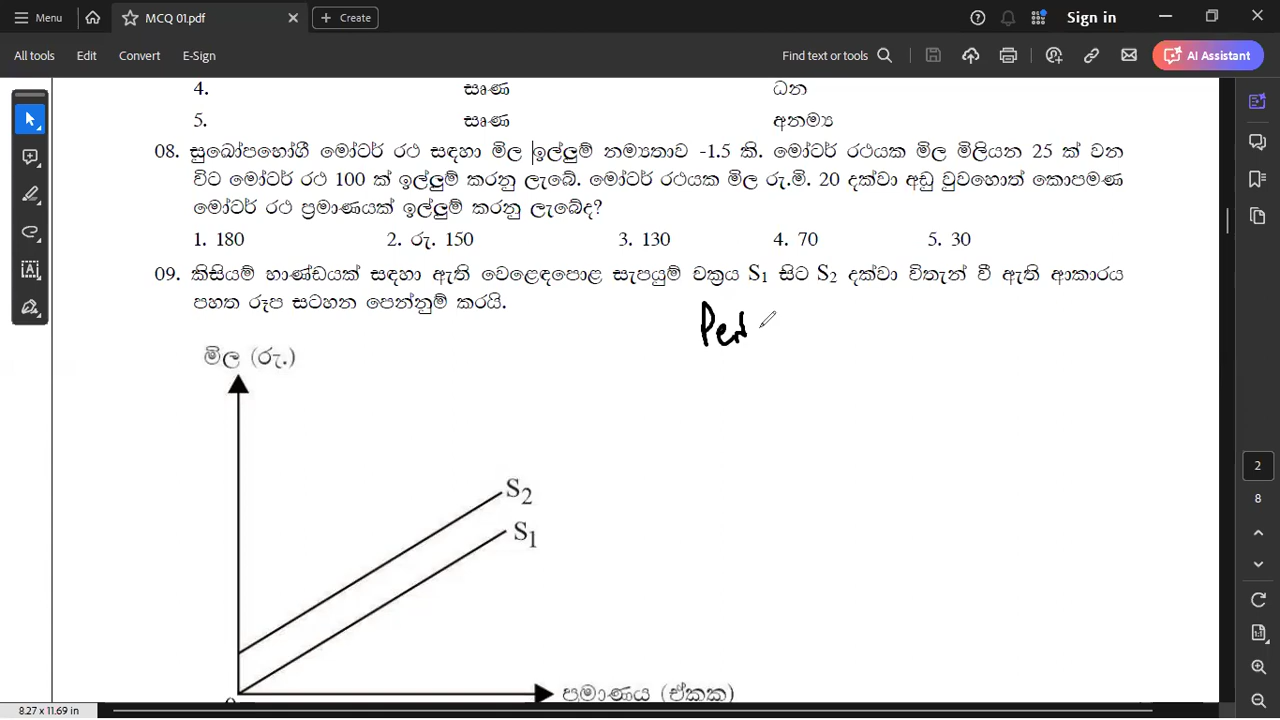 Menu
MCQ 01.pdf
Create
Sign in
All tools
Edit
Convert
E-Sign
Find text or tools
AI Assistant
4. සෘණ ධන
5. සෘණ අනම්‍ය
08. සුඛෝපභෝගී මෝටර් රථ සඳහා මිල ඉල්ලුම් නම්‍යතාව -1.5 කි. මෝටර් රථයක මිල මිලියන 25 ක් වන
විට මෝටර් රථ 100 ක් ඉල්ලුම් කරනු ලැබේ. මෝටර් රථයක මිල රු.මි. 20 දක්වා අඩු වුවහොත් කොපමණ
මෝටර් රථ ප්‍රමාණයක් ඉල්ලුම් කරනු ලැබේද?
1. 180 2. රු. 150 3. 130 4. 70 5. 30
09. කිසියම් භාණ්ඩයක් සඳහා ඇති වෙළෙඳපොළ සැපයුම් චක්‍රය S1 සිට S2 දක්වා විතැන් වී ඇති ආකාරය
පහත රූප සටහන පෙන්නුම් කරයි.
මිල (රු.)
S2
S1
0
ප්‍රමාණය (ඒකක)
2
8
8.27 x 11.69 in